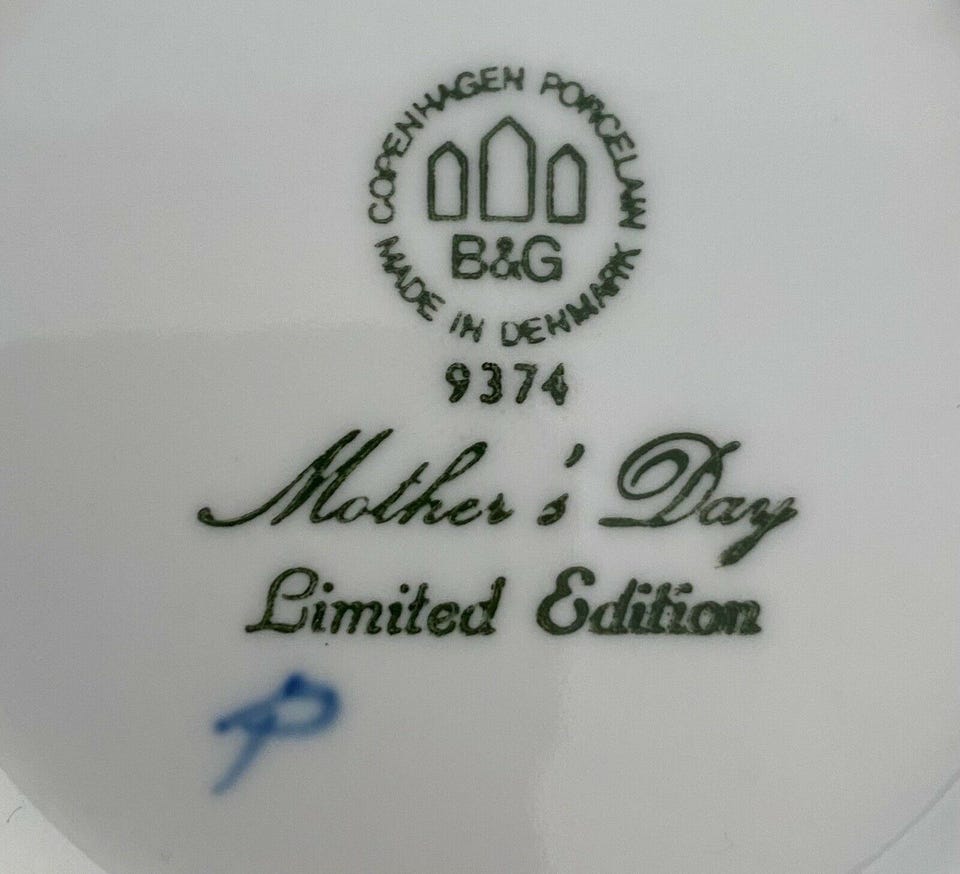 COPENHAGEN PORCELAIN
B&G
MADE IN DENMARK
9374
Mother's Day
Limited Edition